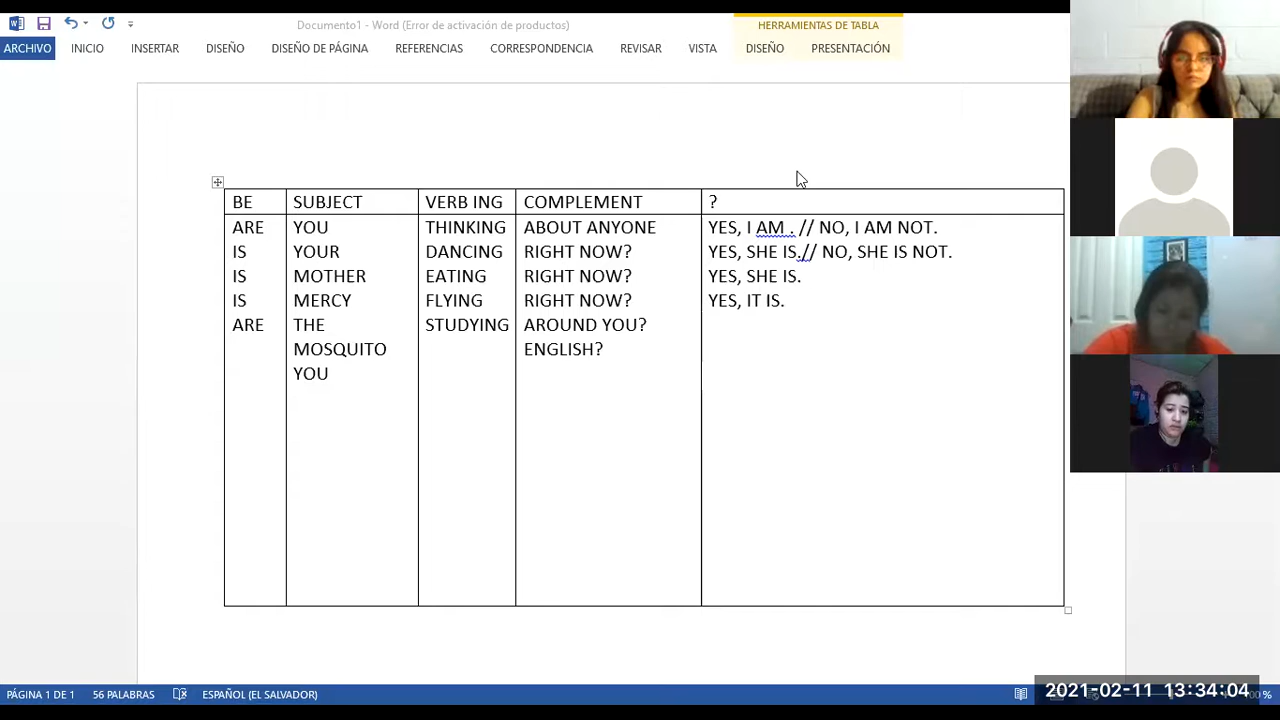 Documento1 - Word (Error de activación de productos)
HERRAMIENTAS DE TABLA
ARCHIVO INICIO INSERTAR DISEÑO DISEÑO DE PÁGINA REFERENCIAS CORRESPONDENCIA REVISAR VISTA DISEÑO PRESENTACIÓN
BE SUBJECT VERB ING COMPLEMENT ?
ARE YOU THINKING ABOUT ANYONE YES, I AM . // NO, I AM NOT.
IS YOUR DANCING RIGHT NOW? YES, SHE IS.// NO, SHE IS NOT.
IS MOTHER EATING RIGHT NOW? YES, SHE IS.
IS MERCY FLYING RIGHT NOW? YES, IT IS.
ARE THE STUDYING AROUND YOU?
MOSQUITO ENGLISH?
YOU
PÁGINA 1 DE 1 56 PALABRAS ESPAÑOL (EL SALVADOR)
2021-02-11 13:34:04